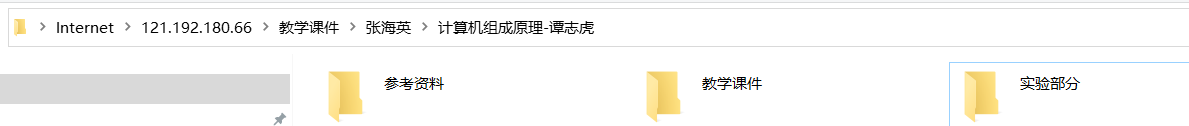 Internet > 121.192.180.66 > 教学课件 > 张海英 > 计算机组成原理-谭志虎
参考资料 教学课件 实验部分